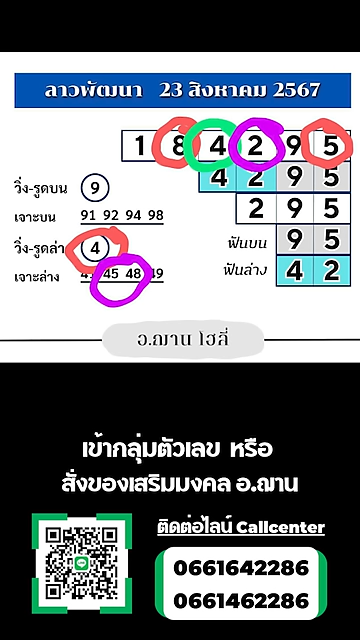 ลาวพัฒนา 23 สิงหาคม 2567
1 8 4 2 9 5
4 2 9 5
วิ่ง-รูดบน 9
2 9 5
เจาะบน 91 92 94 98
วิ่ง-รูดล่าง 4
ฟันบน 9 5
เจาะล่าง 41 45 48 49
ฟันล่าง 4 2
อ.ฌาน ไฮลี่
เข้ากลุ่มตัวเลข หรือ
สั่งของเสริมมงคล อ.ฌาน
ติดต่อไลน์ Callcenter
0661642286
0661462286
LINE